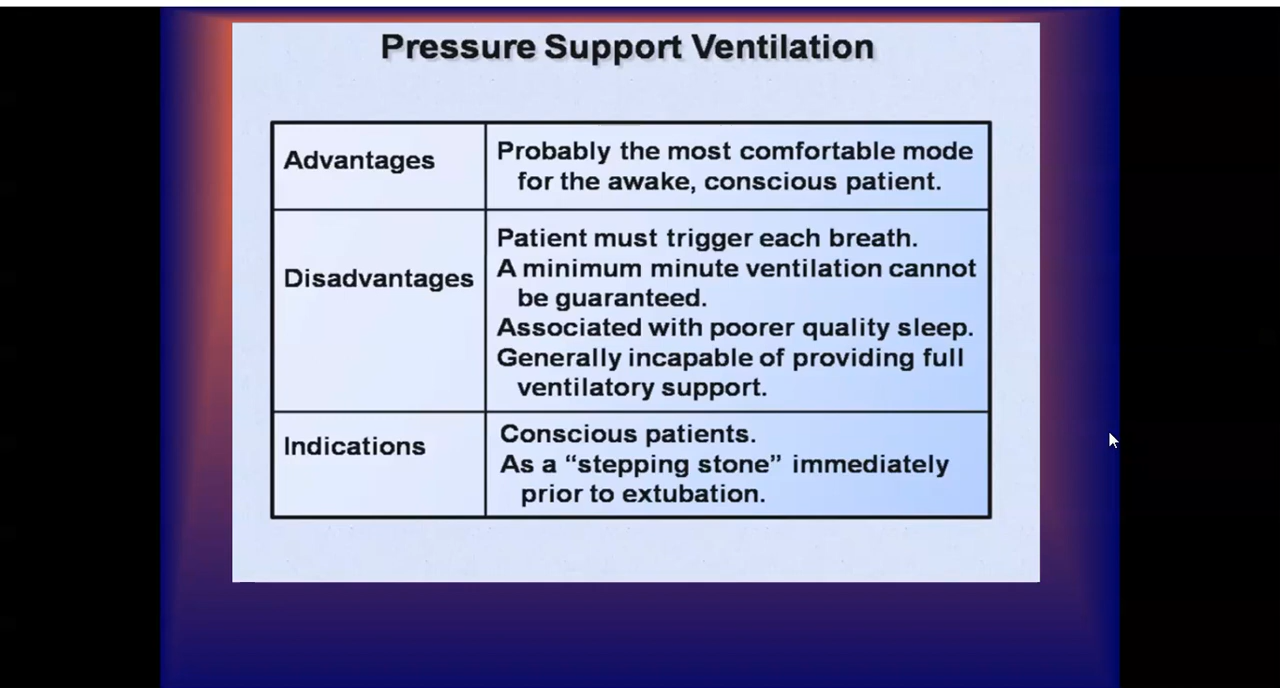 Pressure Support Ventilation
Advantages
Probably the most comfortable mode
for the awake, conscious patient.
Disadvantages
Patient must trigger each breath.
A minimum minute ventilation cannot
be guaranteed.
Associated with poorer quality sleep.
Generally incapable of providing full
ventilatory support.
Indications
Conscious patients.
As a “stepping stone” immediately
prior to extubation.